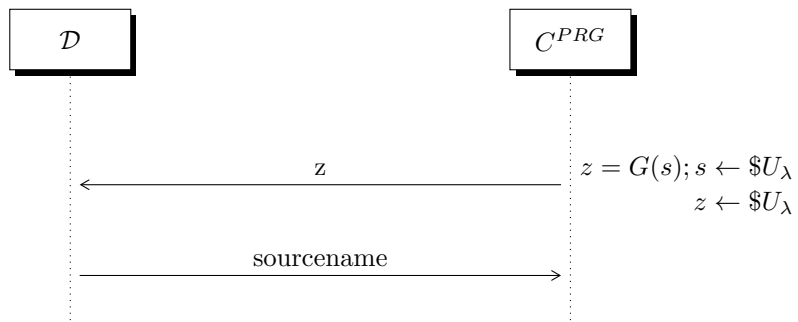 𝒟
C^{PRG}
z
z = G(s); s ← $U_λ
z ← $U_λ
sourcename